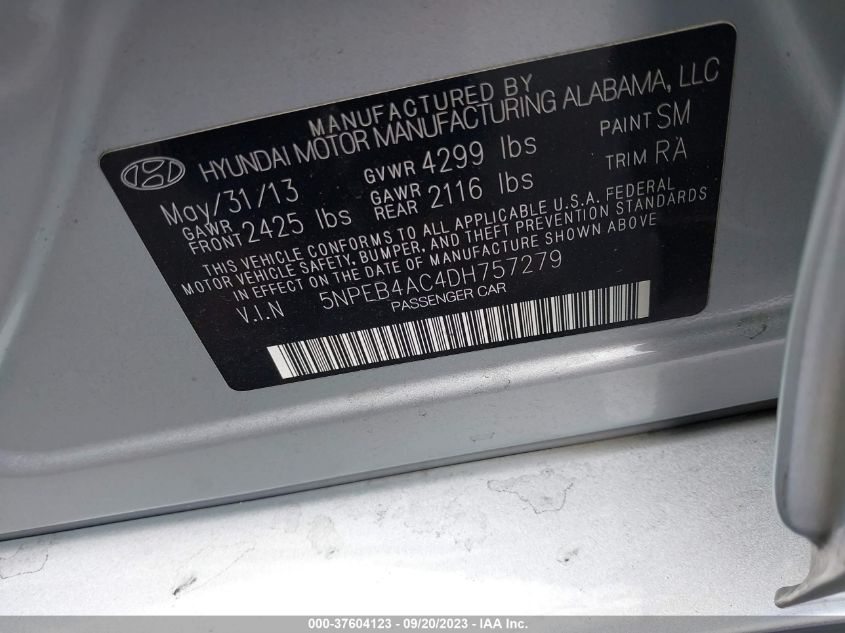 MANUFACTURED BY
HYUNDAI MOTOR MANUFACTURING ALABAMA, LLC
May/31/13 GVWR 4299 lbs PAINT SM
GAWR FRONT 2425 lbs GAWR REAR 2116 lbs TRIM RA
THIS VEHICLE CONFORMS TO ALL APPLICABLE U.S.A. FEDERAL
MOTOR VEHICLE SAFETY, BUMPER, AND THEFT PREVENTION STANDARDS
IN EFFECT ON THE DATE OF MANUFACTURE SHOWN ABOVE
V.I.N 5NPEB4AC4DH757279
PASSENGER CAR
000-37604123 - 09/20/2023 - IAA Inc.